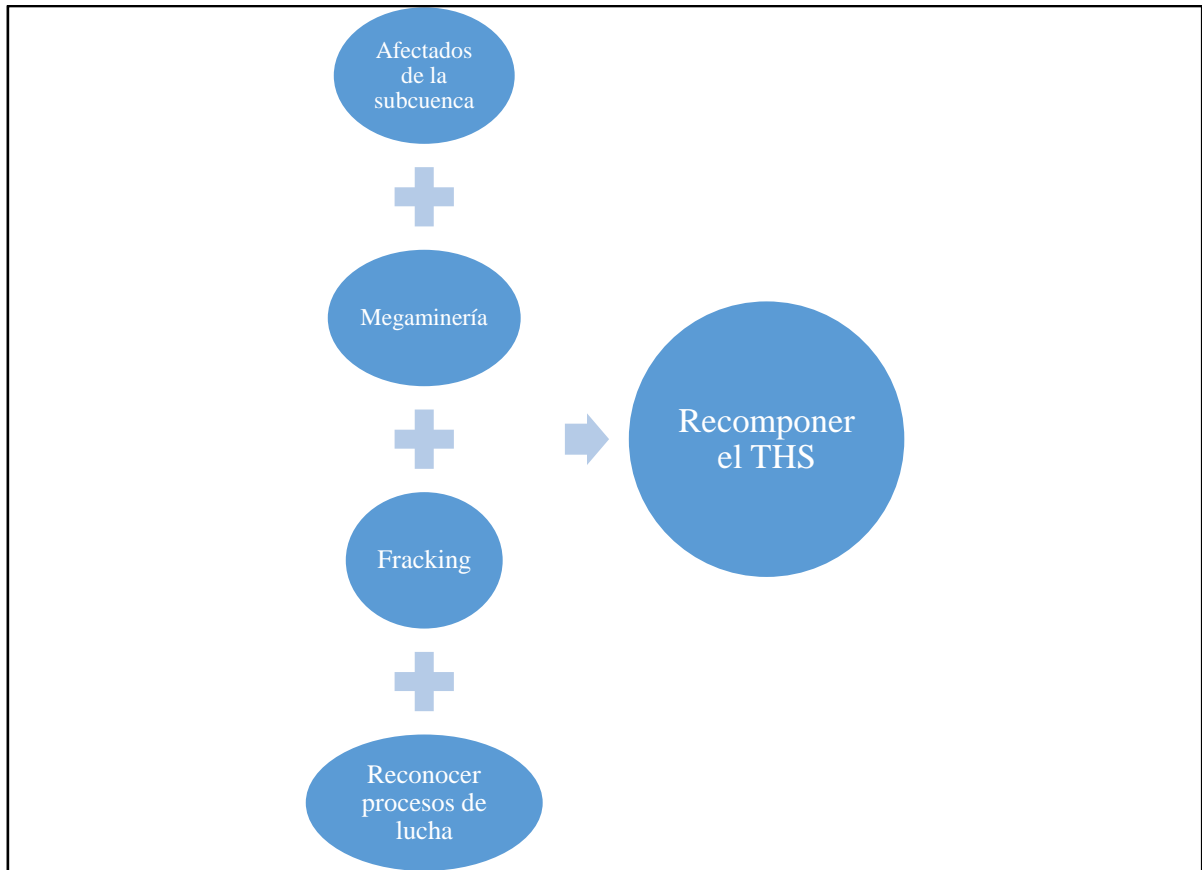 Afectados
de la
subcuenca
Megaminería
Fracking
Reconocer
procesos de
lucha
Recomponer
el THS